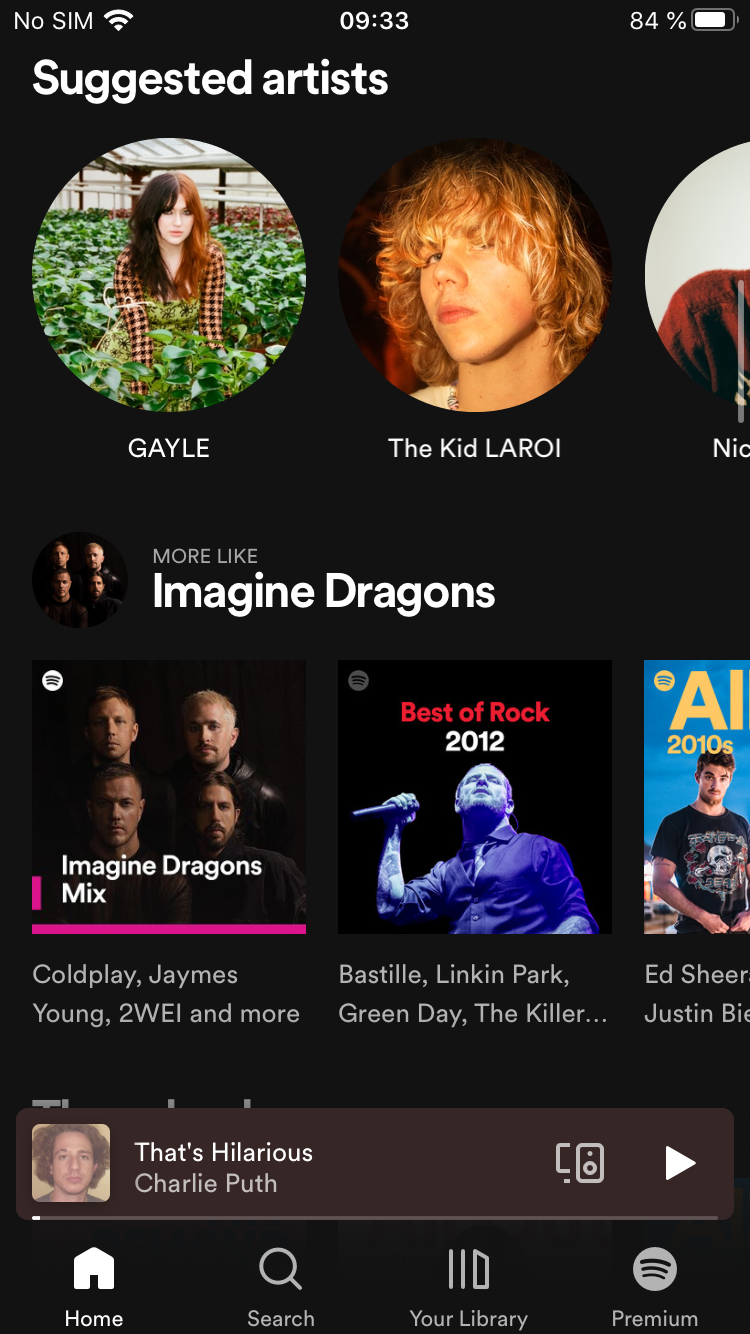 No SIM 09:33 84 %
Suggested artists
GAYLE
The Kid LAROI
Nic
MORE LIKE
Imagine Dragons
Imagine Dragons
Mix
Best of Rock
2012
Al
2010s
Coldplay, Jaymes
Young, 2WEI and more
Bastille, Linkin Park,
Green Day, The Killer...
Ed Sheer
Justin Bie
That's Hilarious
Charlie Puth
Home
Search
Your Library
Premium